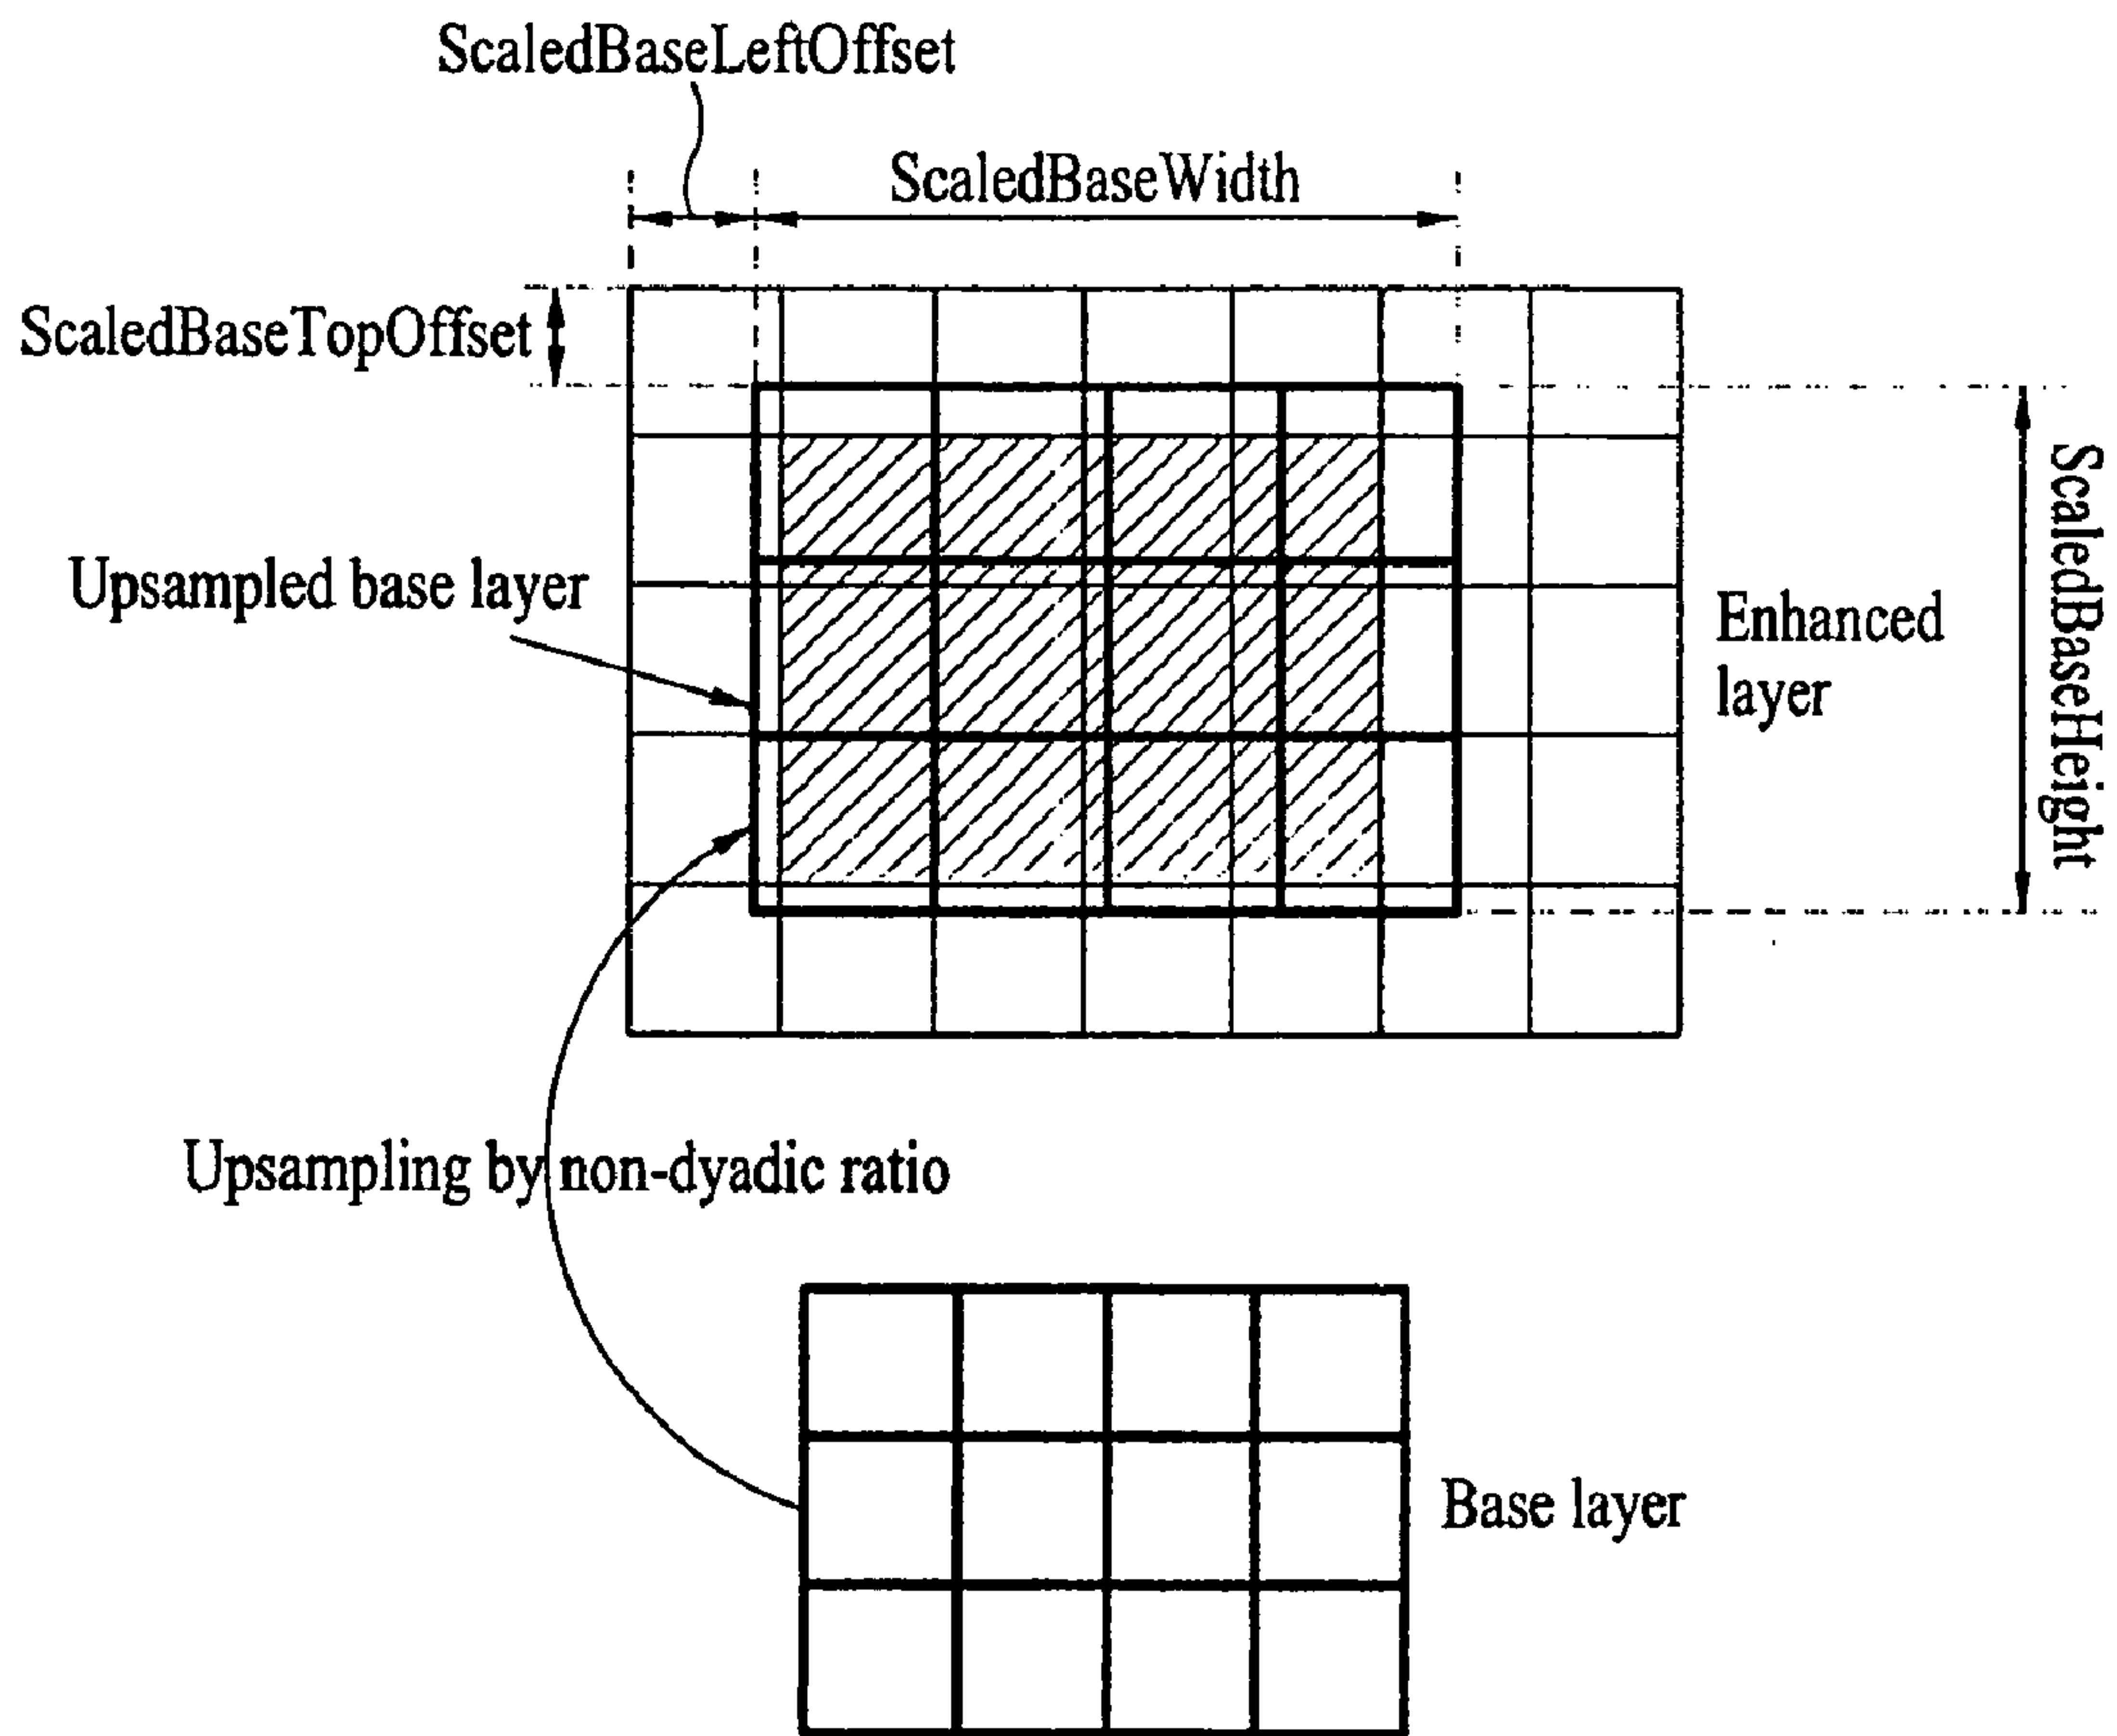 ScaledBaseLeftOffset
ScaledBaseWidth
ScaledBaseTopOffset
Upsampled base layer
Enhanced
layer
ScaledBaseHeight
Upsampling by non-dyadic ratio
Base layer